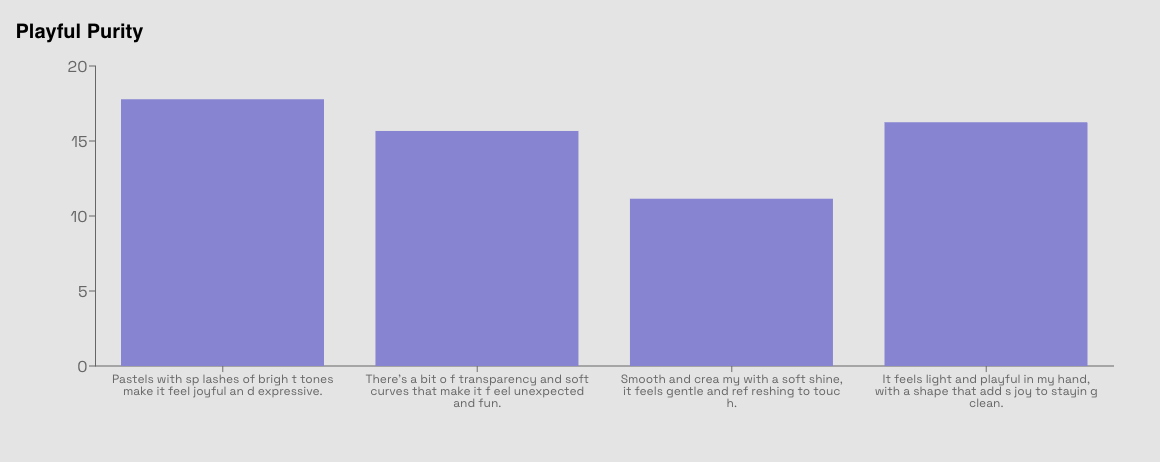 Playful Purity
20
15
10
5
0
Pastels with sp lashes of brigh t tones
make it feel joyful an d expressive.
There's a bit o f transparency and soft
curves that make it f eel unexpected
and fun.
Smooth and crea my with a soft shine,
it feels gentle and ref reshing to touc
h.
It feels light and playful in my hand,
with a shape that add s joy to stayin g
clean.